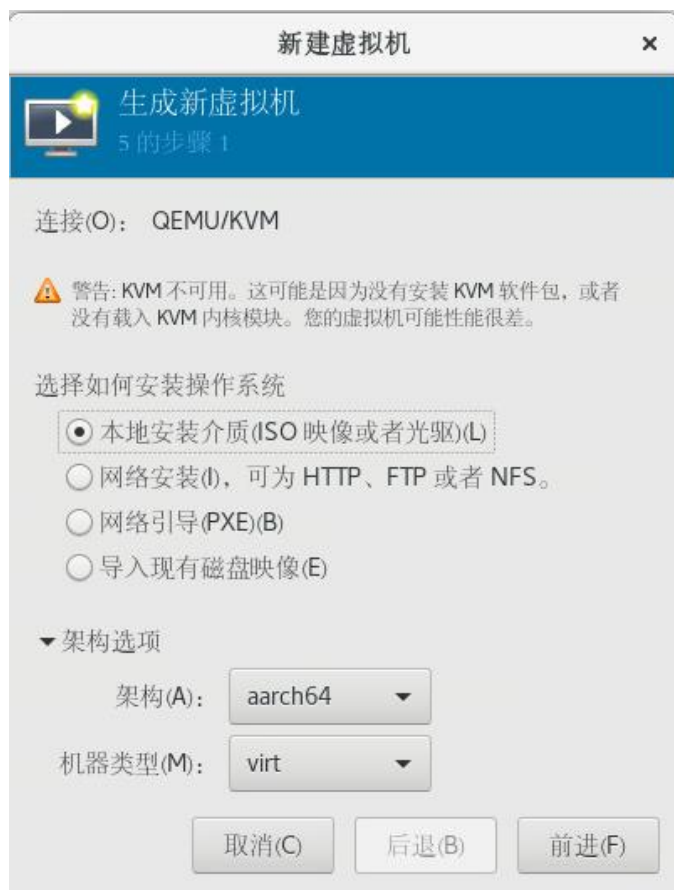 新建虚拟机
生成新虚拟机
5 的步骤 1
连接(O)： QEMU/KVM
警告: KVM 不可用。这可能是因为没有安装 KVM 软件包，或者
没有载入 KVM 内核模块。您的虚拟机可能性能很差。
选择如何安装操作系统
本地安装介质(ISO 映像或者光驱)(L)
网络安装(I)，可为 HTTP、FTP 或者 NFS。
网络引导(PXE)(B)
导入现有磁盘映像(E)
架构选项
架构(A)： aarch64
机器类型(M)： virt
取消(C) 后退(B) 前进(F)